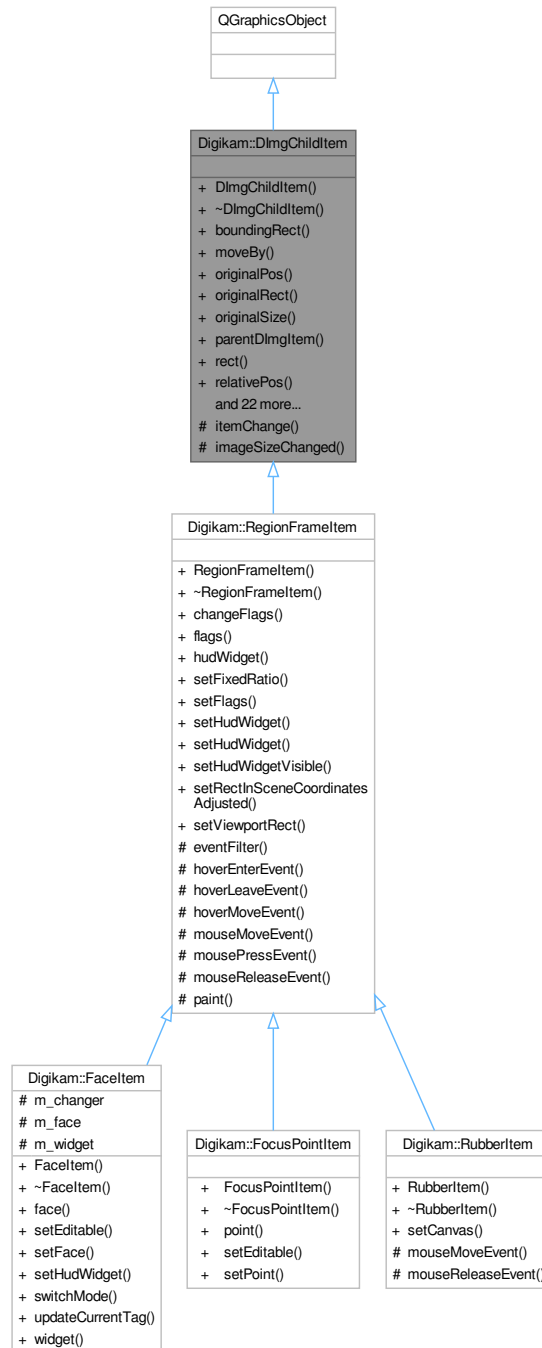 QGraphicsObject
Digikam::DImgChildItem
+ DImgChildItem()
+ ~DImgChildItem()
+ boundingRect()
+ moveBy()
+ originalPos()
+ originalRect()
+ originalSize()
+ parentDImgItem()
+ rect()
+ relativePos()
and 22 more...
# itemChange()
# imageSizeChanged()
Digikam::RegionFrameItem
+ RegionFrameItem()
+ ~RegionFrameItem()
+ changeFlags()
+ flags()
+ hudWidget()
+ setFixedRatio()
+ setFlags()
+ setHudWidget()
+ setHudWidget()
+ setHudWidgetVisible()
+ setRectInSceneCoordinates
Adjusted()
+ setViewportRect()
# eventFilter()
# hoverEnterEvent()
# hoverLeaveEvent()
# hoverMoveEvent()
# mouseMoveEvent()
# mousePressEvent()
# mouseReleaseEvent()
# paint()
Digikam::FaceItem
# m_changer
# m_face
# m_widget
+ FaceItem()
+ ~FaceItem()
+ face()
+ setEditable()
+ setFace()
+ setHudWidget()
+ switchMode()
+ updateCurrentTag()
+ widget()
Digikam::FocusPointItem
+ FocusPointItem()
+ ~FocusPointItem()
+ point()
+ setEditable()
+ setPoint()
Digikam::RubberItem
+ RubberItem()
+ ~RubberItem()
+ setCanvas()
# mouseMoveEvent()
# mouseReleaseEvent()